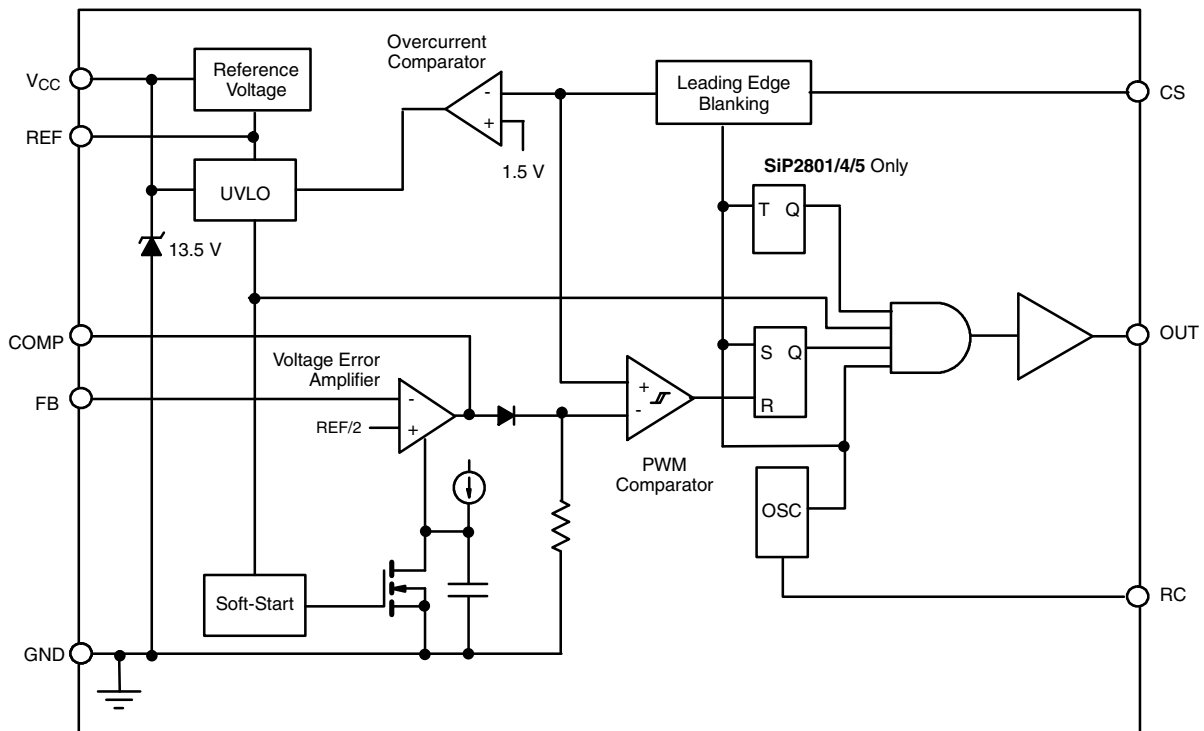 Overcurrent
Comparator
VCC
Reference
Voltage
-
+
1.5 V
Leading Edge
Blanking
CS
REF
UVLO
SiP2801/4/5 Only
T Q
13.5 V
COMP
Voltage Error
Amplifier
FB
-
+
REF/2
+
-
PWM
Comparator
S Q
R
OUT
OSC
Soft-Start
RC
GND